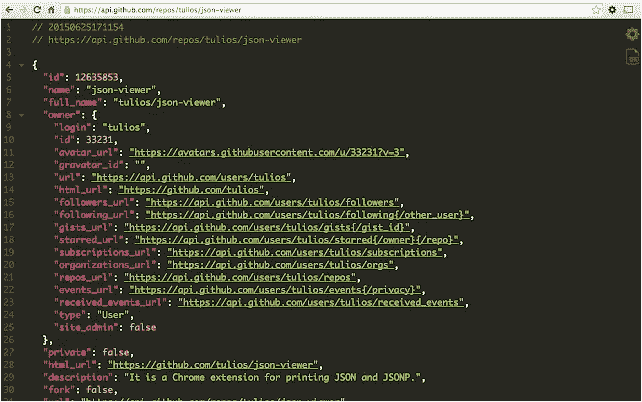 https://api.github.com/repos/tulios/json-viewer
1 // 20150625171154
2 // https://api.github.com/repos/tulios/json-viewer
3
4 {
5 "id": 12635853,
6 "name": "json-viewer",
7 "full_name": "tulios/json-viewer",
8 "owner": {
9 "login": "tulios",
10 "id": 33231,
11 "avatar_url": "https://avatars.githubusercontent.com/u/33231?v=3",
12 "gravatar_id": "",
13 "url": "https://api.github.com/users/tulios",
14 "html_url": "https://github.com/tulios",
15 "followers_url": "https://api.github.com/users/tulios/followers",
16 "following_url": "https://api.github.com/users/tulios/following{/other_user}",
17 "gists_url": "https://api.github.com/users/tulios/gists{/gist_id}",
18 "starred_url": "https://api.github.com/users/tulios/starred{/owner}{/repo}",
19 "subscriptions_url": "https://api.github.com/users/tulios/subscriptions",
20 "organizations_url": "https://api.github.com/users/tulios/orgs",
21 "repos_url": "https://api.github.com/users/tulios/repos",
22 "events_url": "https://api.github.com/users/tulios/events{/privacy}",
23 "received_events_url": "https://api.github.com/users/tulios/received_events",
24 "type": "User",
25 "site_admin": false
26 },
27 "private": false,
28 "html_url": "https://github.com/tulios/json-viewer",
29 "description": "It is a Chrome extension for printing JSON and JSONP.",
30 "fork": false,
"url": "https://api.github.com/repos/tulios/json-viewer",